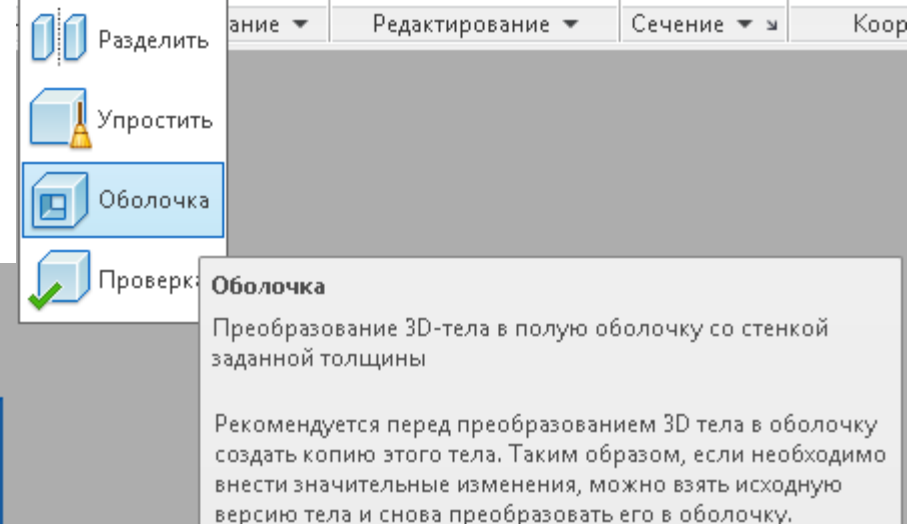 Разделить
Редактирование
Сечение
Упростить
Оболочка
Оболочка
Преобразование 3D-тела в полую оболочку со стенкой
заданной толщины
Рекомендуется перед преобразованием 3D тела в оболочку
создать копию этого тела. Таким образом, если необходимо
внести значительные изменения, можно взять исходную
версию тела и снова преобразовать его в оболочку.